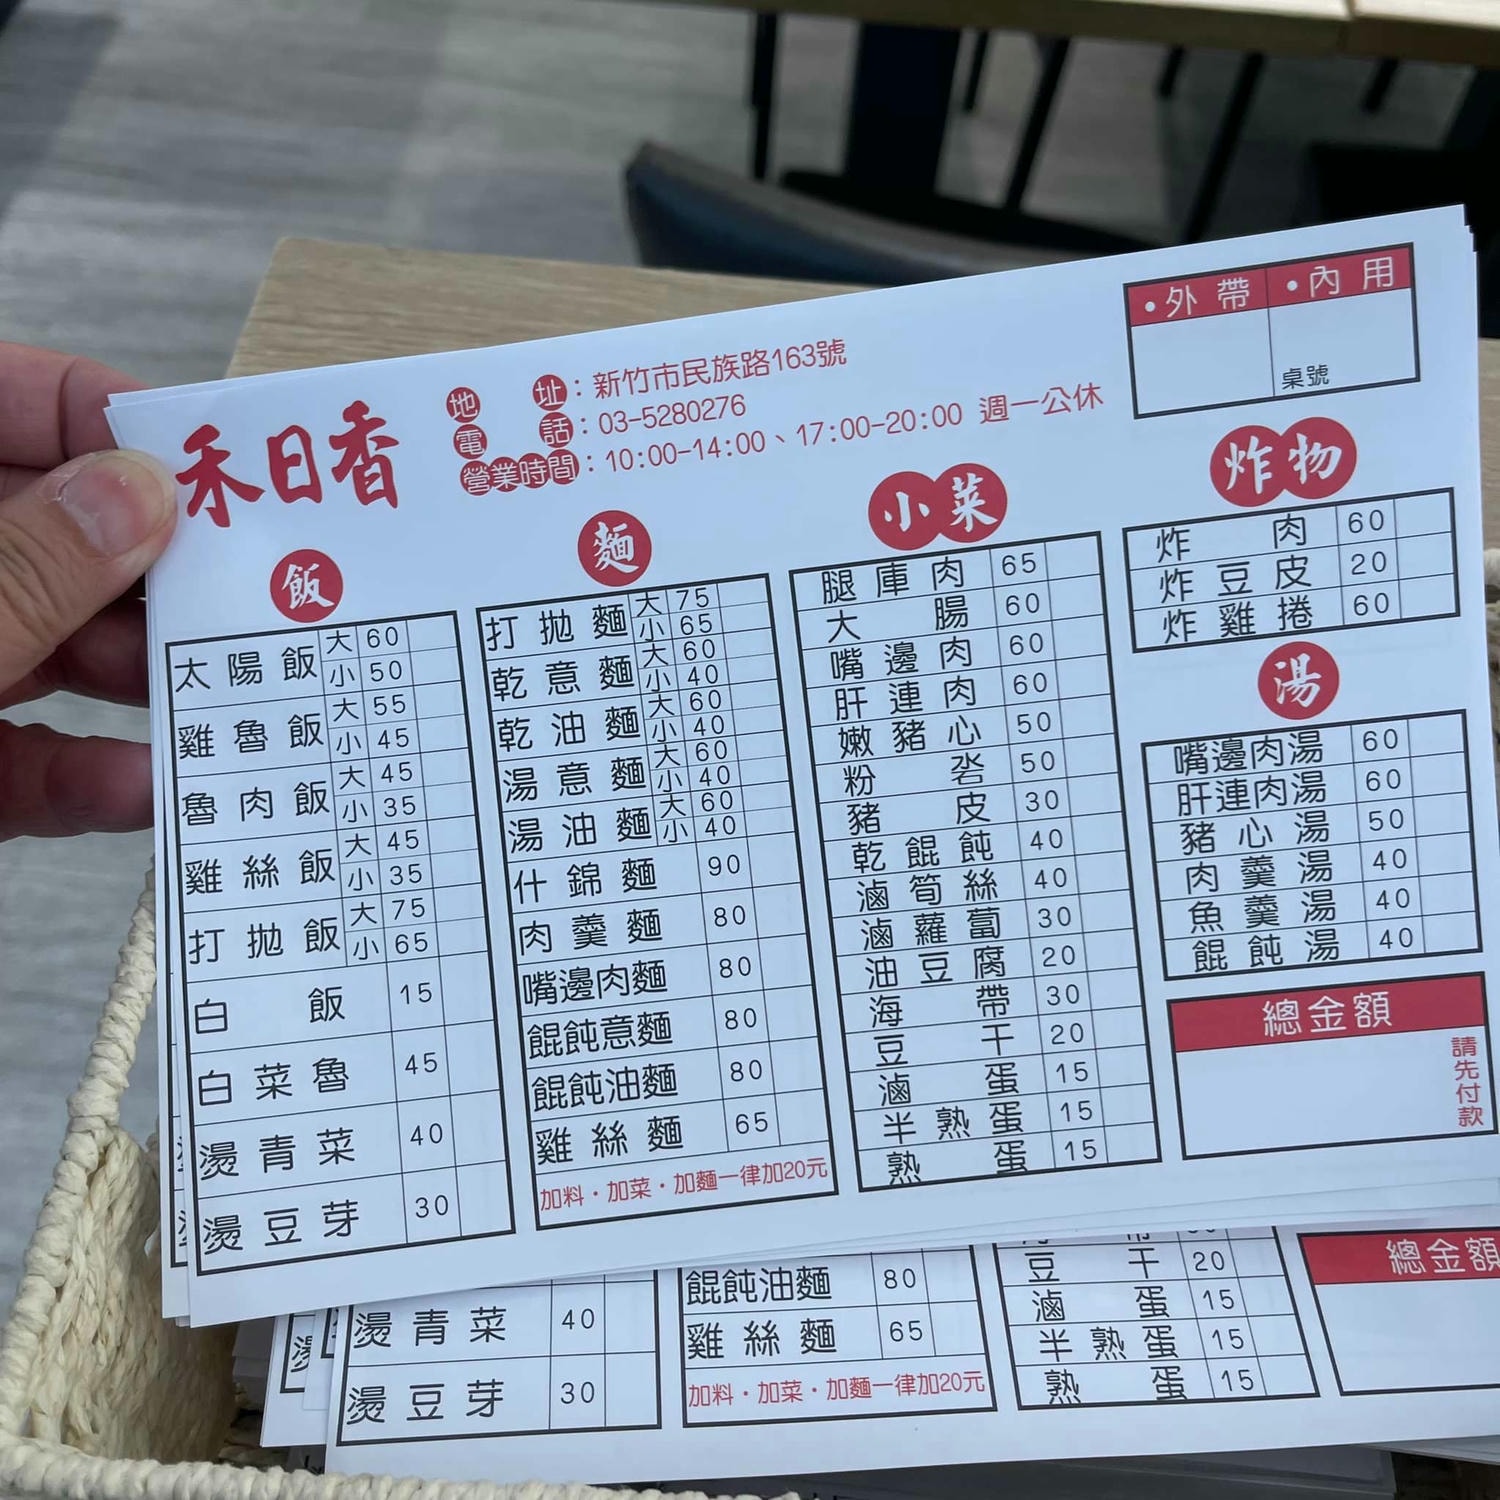 禾日香
地址：新竹市民族路163號
電話：03-5280276
營業時間：10:00-14:00、17:00-20:00 週一公休
•外帶 •內用
桌號
飯
太陽飯 大 60
小 50
雞魯飯 大 55
小 45
魯肉飯 大 45
小 35
雞絲飯 大 45
小 35
打拋飯 大 75
小 65
白飯 15
白菜魯 45
燙青菜 40
燙豆芽 30
麵
打拋麵 大 75
小 65
乾意麵 大 60
小 40
乾油麵 大 60
小 40
湯意麵 大 60
小 40
湯油麵 大 60
小 40
什錦麵 90
肉羹麵 80
嘴邊肉麵 80
餛飩意麵 80
餛飩油麵 80
雞絲麵 65
加料·加菜·加麵一律加20元
小菜
腿庫肉 65
大腸 60
嘴邊肉 60
肝連肉 60
嫩豬心 50
粉喾 50
豬皮 30
乾餛飩 40
滷筍絲 40
滷蘿蔔 30
油豆腐 20
海帶 30
豆干 20
滷蛋 15
半熟蛋 15
熟蛋 15
炸物
炸肉 60
炸豆皮 20
炸雞捲 60
湯
嘴邊肉湯 60
肝連肉湯 60
豬心湯 50
肉羹湯 40
魚羹湯 40
餛飩湯 40
總金額
請先付款
燙青菜 40
燙豆芽 30
餛飩油麵 80
雞絲麵 65
加料·加菜·加麵一律加20元
豆干 20
滷蛋 15
半熟蛋 15
熟蛋 15
總金額